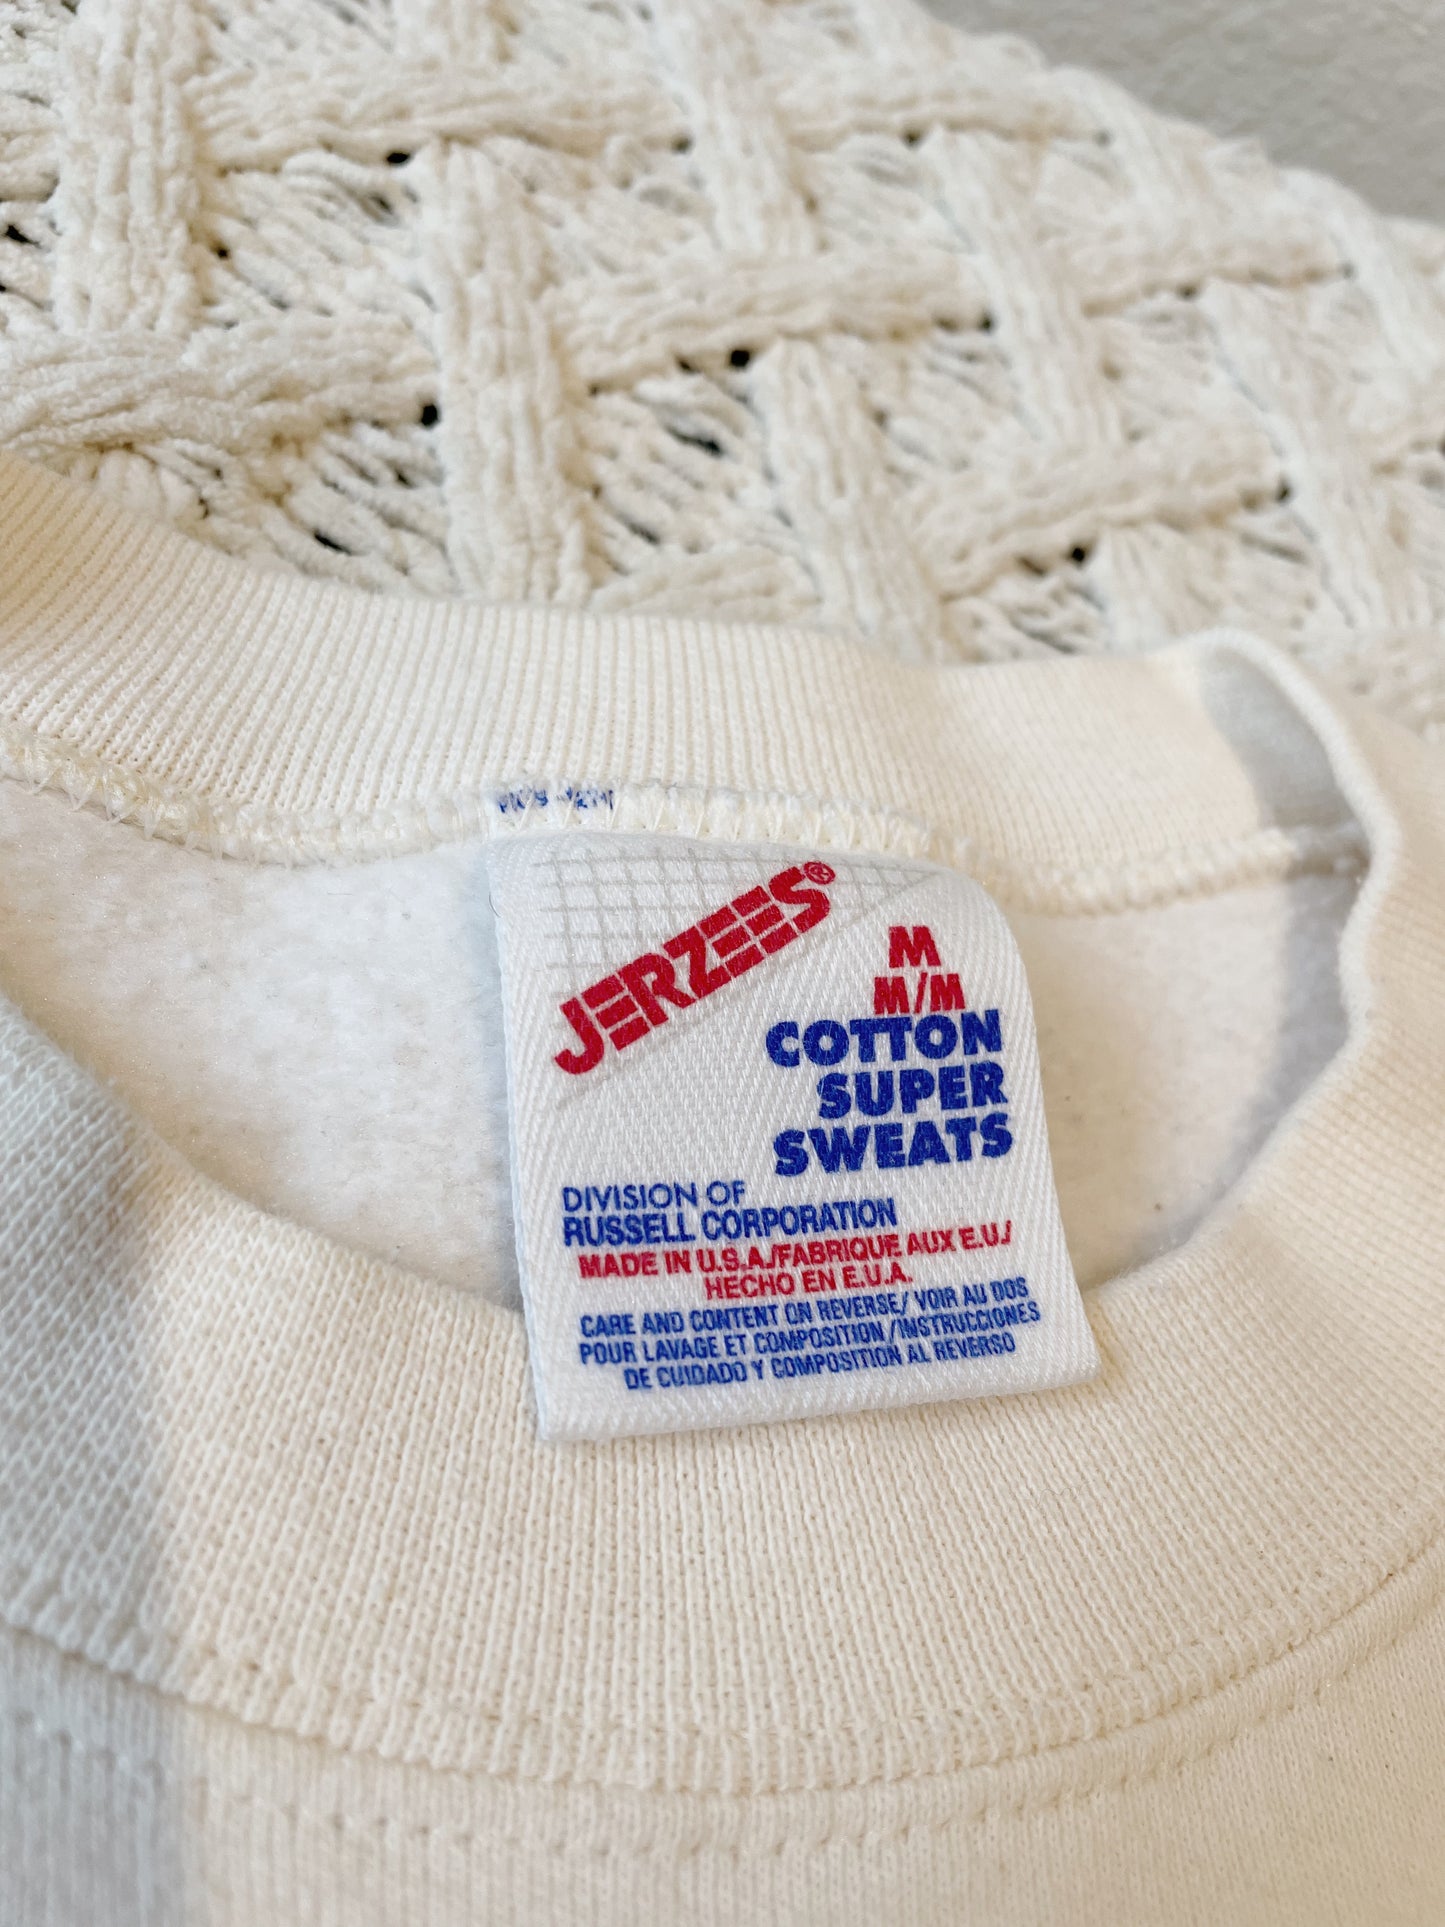 JERZEES®
M
M/M
COTTON
SUPER
SWEATS
DIVISION OF
RUSSELL CORPORATION
MADE IN U.S.A./FABRIQUE AUX E.U./
HECHO EN E.U.A.
CARE AND CONTENT ON REVERSE/ VOIR AU DOS
POUR LAVAGE ET COMPOSITION/INSTRUCCIONES
DE CUIDADO Y COMPOSITION AL REVERSO